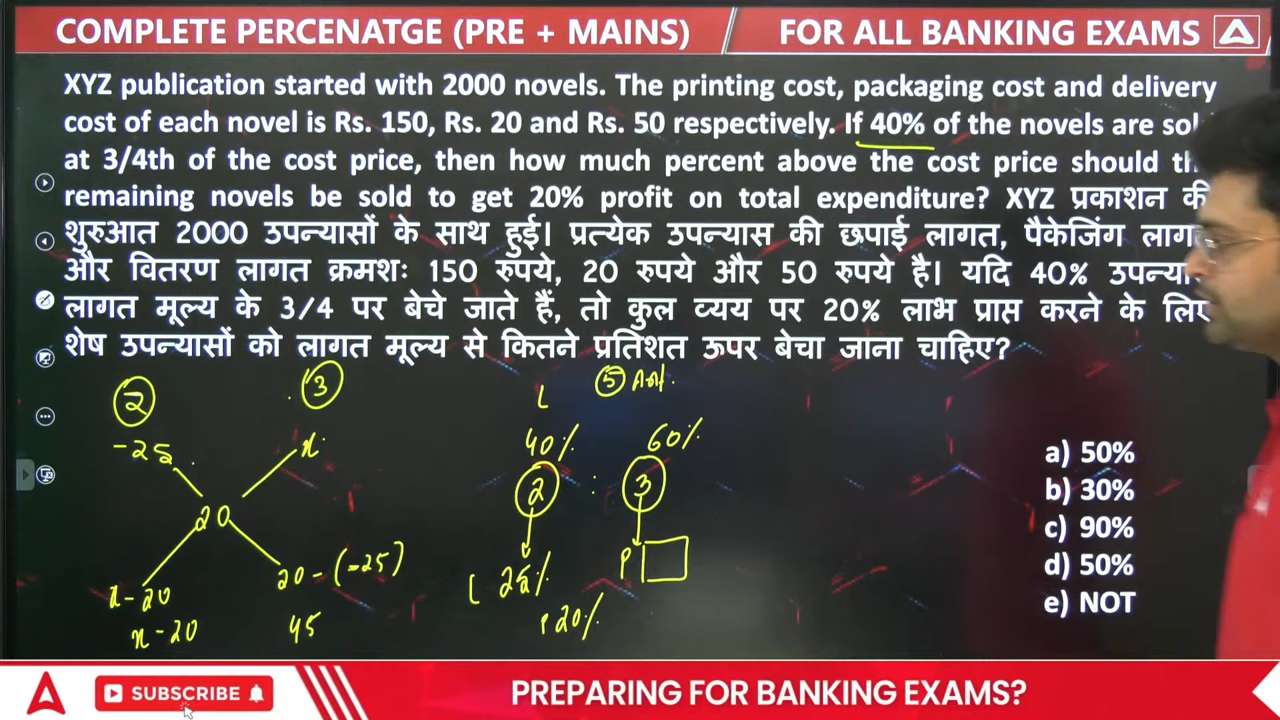 COMPLETE PERCENATGE (PRE + MAINS)
FOR ALL BANKING EXAMS
XYZ publication started with 2000 novels. The printing cost, packaging cost and delivery
cost of each novel is Rs. 150, Rs. 20 and Rs. 50 respectively. If 40% of the novels are sol
at 3/4th of the cost price, then how much percent above the cost price should th
remaining novels be sold to get 20% profit on total expenditure? XYZ प्रकाशन की
शुरुआत 2000 उपन्यासों के साथ हुई। प्रत्येक उपन्यास की छपाई लागत, पैकेजिंग लाग
और वितरण लागत क्रमशः 150 रुपये, 20 रुपये और 50 रुपये है। यदि 40% उपन्या
लागत मूल्य के 3/4 पर बेचे जाते हैं, तो कुल व्यय पर 20% लाभ प्राप्त करने के लिए
शेष उपन्यासों को लागत मूल्य से कितने प्रतिशत ऊपर बेचा जाना चाहिए?
2 3
-25 x
20
x-20 20-(-25)
x-20 45
L 5 Ans.
40% 60%
2 : 3
L 25% P
P 20%
a) 50%
b) 30%
c) 90%
d) 50%
e) NOT
SUBSCRIBE
PREPARING FOR BANKING EXAMS?